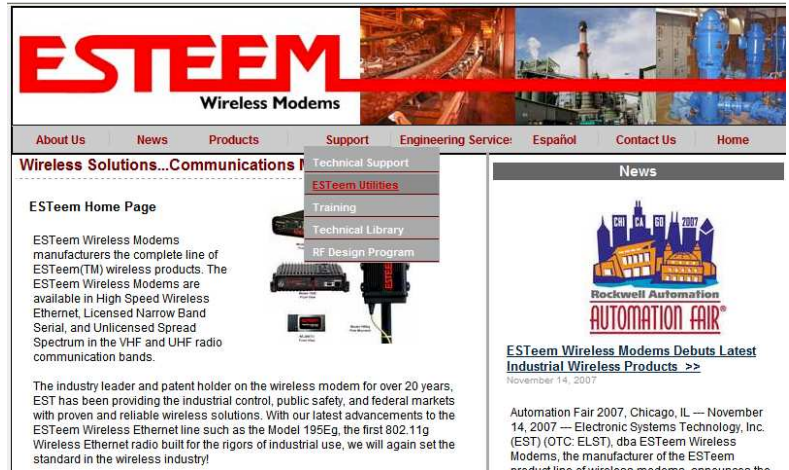 ESTEEM
Wireless Modems
About Us News Products Support Engineering Service Español Contact Us Home
Wireless Solutions...Communications
Technical Support
ESTeem Utilities
Training
Technical Library
RF Design Program
ESTeem Home Page
ESTeem Wireless Modems
manufacturers the complete line of
ESTeem(TM) wireless products. The
ESTeem Wireless Modems are
available in High Speed Wireless
Ethernet, Licensed Narrow Band
Serial, and Unlicensed Spread
Spectrum in the VHF and UHF radio
communication bands.
ESTEEM
The industry leader and patent holder on the wireless modem for over 20 years,
EST has been providing the industrial control, public safety, and federal markets
with proven and reliable wireless solutions. With our latest advancements to the
ESTeem Wireless Ethernet line such as the Model 195Eg, the first 802.11g
Wireless Ethernet radio built for the rigors of industrial use, we will again set the
standard in the wireless industry!
News
CHI CA GO 2007
Rockwell Automation
AUTOMATION FAIR®
ESTeem Wireless Modems Debuts Latest
Industrial Wireless Products >>
November 14, 2007
Automation Fair 2007, Chicago, IL --- November
14, 2007 --- Electronic Systems Technology, Inc.
(EST) (OTC: ELST), dba ESTeem Wireless
Modems, the manufacturer of the ESTeem
product line of wireless modems, announces the